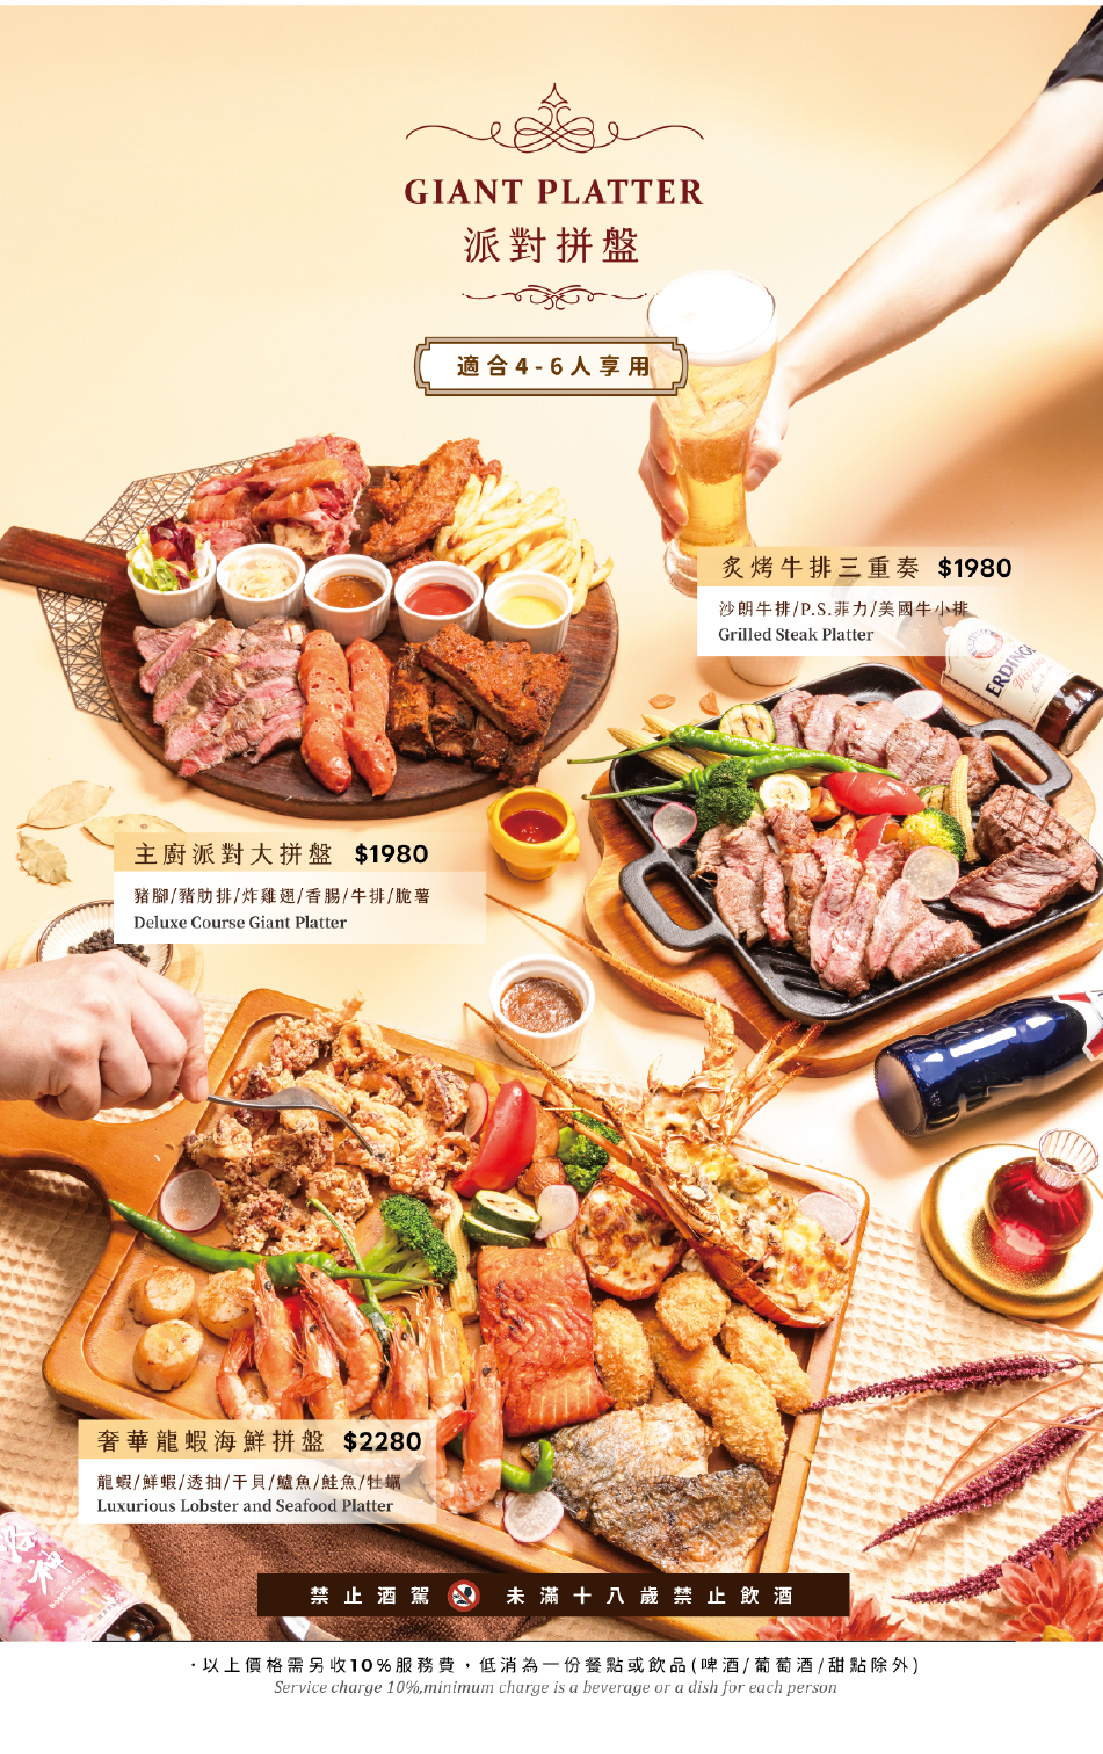 GIANT PLATTER
派對拼盤
適合4-6人享用
炙烤牛排三重奏 $1980
沙朗牛排/P.S.菲力/美國牛小排
Grilled Steak Platter
ERDINGER
主廚派對大拼盤 $1980
豬腳/豬肋排/炸雞翅/香腸/牛排/脆薯
Deluxe Course Giant Platter
奢華龍蝦海鮮拼盤 $2280
龍蝦/鮮蝦/透抽/干貝/鱸魚/鮭魚/牡蠣
Luxurious Lobster and Seafood Platter
禁止酒駕 未滿十八歲禁止飲酒
·以上價格需另收10%服務費，低消為一份餐點或飲品(啤酒/葡萄酒/甜點除外)
Service charge 10%,minimum charge is a beverage or a dish for each person